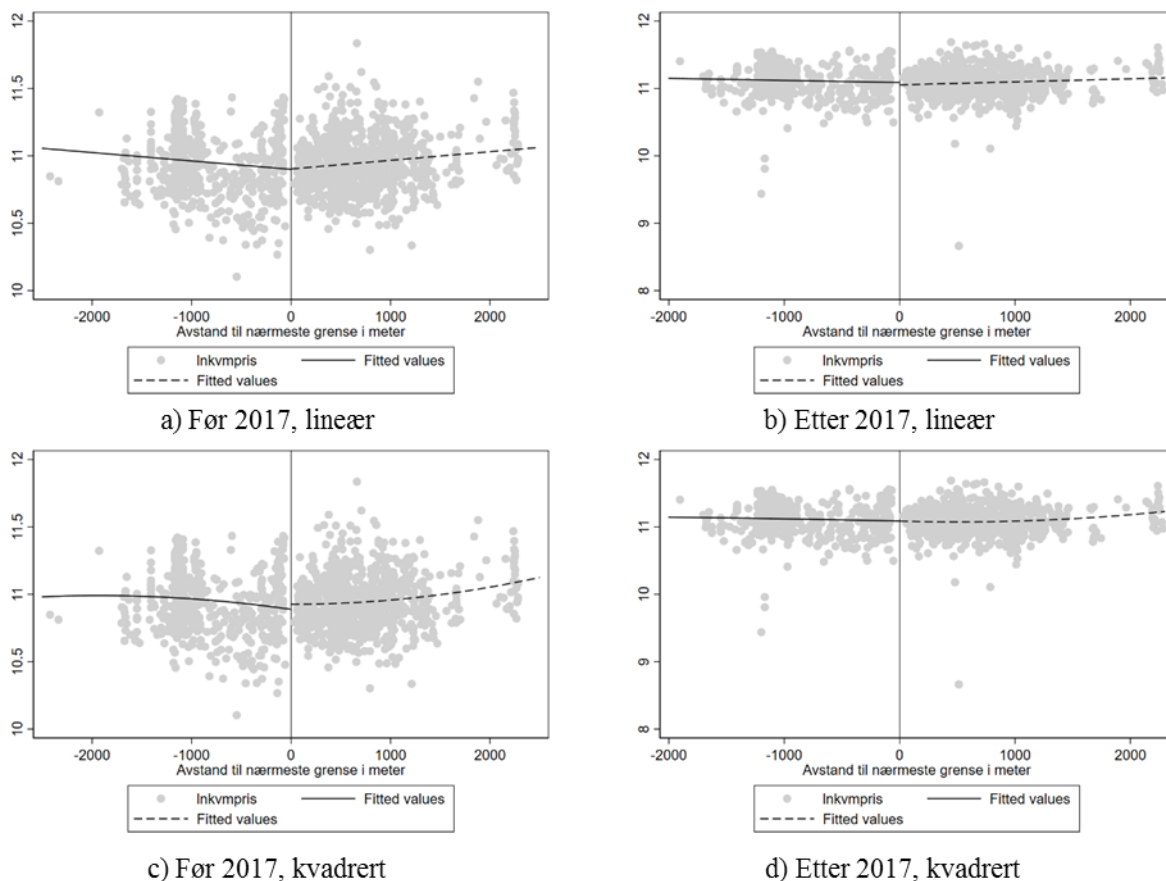 12
11.5
11
10.5
10
-2000 -1000 0 1000 2000
Avstand til nærmeste grense i meter
lnkvmpris Fitted values
Fitted values
a) Før 2017, lineær
12
11
10
9
8
-2000 -1000 0 1000 2000
Avstand til nærmeste grense i meter
lnkvmpris Fitted values
Fitted values
b) Etter 2017, lineær
12
11.5
11
10.5
10
-2000 -1000 0 1000 2000
Avstand til nærmeste grense i meter
lnkvmpris Fitted values
Fitted values
c) Før 2017, kvadrert
12
11
10
9
8
-2000 -1000 0 1000 2000
Avstand til nærmeste grense i meter
lnkvmpris Fitted values
Fitted values
d) Etter 2017, kvadrert